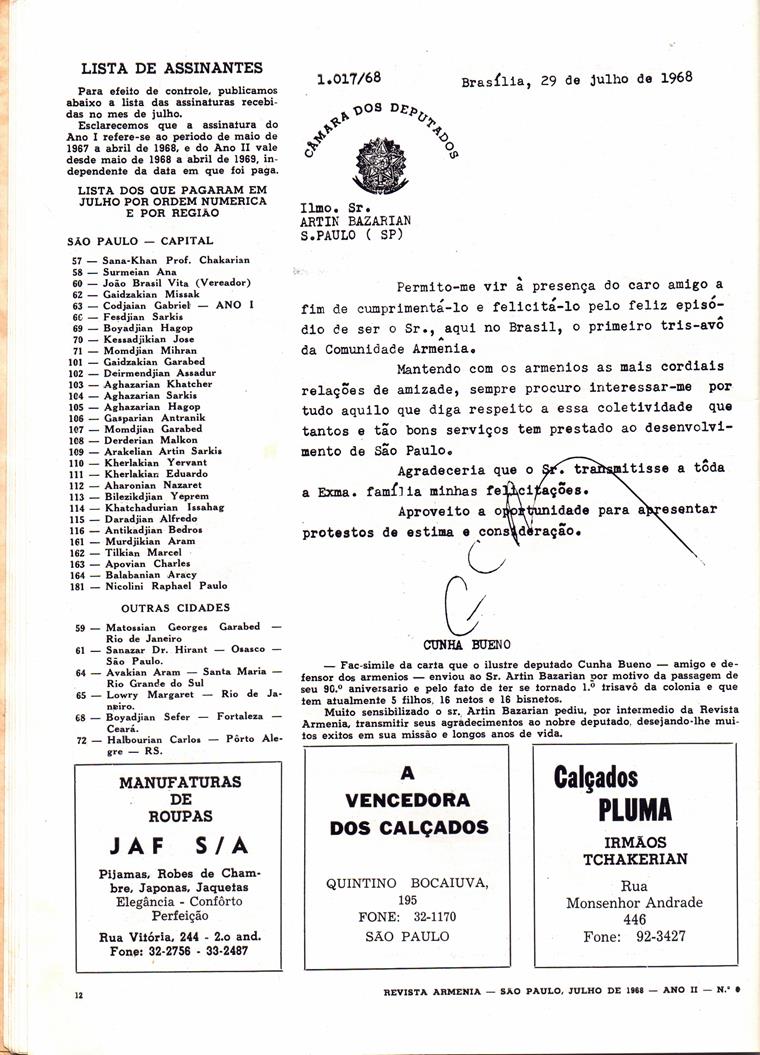 LISTA DE ASSINANTES
Para efeito de controle, publicamos
abaixo a lista das assinaturas recebi-
das no mes de julho.
Esclarecemos que a assinatura do
Ano I refere-se ao periodo de maio de
1967 a abril de 1968, e do Ano II vale
desde maio de 1968 a abril de 1969, in-
dependente da data em que foi paga.
LISTA DOS QUE PAGARAM EM
JULHO POR ORDEM NUMERICA
E POR REGIÃO
SÃO PAULO — CAPITAL
57 — Sana-Khan Prof. Chakarian
58 — Surmeian Ana
60 — João Brasil Vita (Vereador)
62 — Gaidzakian Missak
63 — Codjaian Gabriel — ANO I
66 — Fesdjian Sarkis
69 — Boyadjian Hagop
70 — Kessadjikian Jose
71 — Momdjian Mihran
101 — Gaidzakian Garabed
102 — Deirmendjian Assadur
103 — Aghazarian Khatcher
104 — Aghazarian Sarkis
105 — Aghazarian Hagop
106 — Gasparian Antranik
107 — Momdjian Garabed
108 — Derderian Malkon
109 — Arakelian Artin Sarkis
110 — Kherlakian Yervant
111 — Kherlakian Eduardo
112 — Aharonian Nazaret
113 — Bilezikdjian Yeprem
114 — Khatchadurian Issahag
115 — Daradjian Alfredo
116 — Antikadjian Bedros
161 — Murdjikian Aram
162 — Tilkian Marcel
163 — Apovian Charles
164 — Balabanian Aracy
181 — Nicolini Raphael Paulo
OUTRAS CIDADES
59 — Matossian Georges Garabed —
Rio de Janeiro
61 — Sanazar Dr. Hirant — Osasco —
São Paulo.
64 — Avakian Aram — Santa Maria —
Rio Grande do Sul
65 — Lowry Margaret — Rio de Ja-
neiro.
68 — Boyadjian Sefer — Fortaleza —
Ceará.
72 — Halbourian Carlos — Pôrto Ale-
gre — RS.
1.017/68
Brasília, 29 de julho de 1968
CÂMARA DOS DEPUTADOS
Ilmo. Sr.
ARTIN BAZARIAN
S.PAULO ( SP)
Permito-me vir à presença do caro amigo a
fim de cumprimentá-lo e felicitá-lo pelo feliz episó-
dio de ser o Sr., aqui no Brasil, o primeiro tris-avô
da Comunidade Armênia.
Mantendo com os armenios as mais cordiais
relações de amizade, sempre procuro interessar-me por
tudo aquilo que diga respeito a essa coletividade que
tantos e tão bons serviços tem prestado ao desenvolvi-
mento de São Paulo.
Agradeceria que o Sr. transmitisse a tôda
a Exma. família minhas felicitações.
Aproveito a oportunidade para apresentar
protestos de estima e consideração.
CUNHA BUENO
— Fac-simile da carta que o ilustre deputado Cunha Bueno — amigo e de-
fensor dos armenios — enviou ao Sr. Artin Bazarian por motivo da passagem de
seu 90.º aniversario e pelo fato de ter se tornado 1.º trisavô da colonia e que
tem atualmente 5 filhos, 16 netos e 16 bisnetos.
Muito sensibilizado o sr. Artin Bazarian pediu, por intermedio da Revista
Armenia, transmitir seus agradecimentos ao nobre deputado, desejando-lhe mui-
tos exitos em sua missão e longos anos de vida.
MANUFATURAS
DE
ROUPAS
JAF S/A
Pijamas, Robes de Cham-
bre, Japonas, Jaquetas
Elegância - Confôrto
Perfeição
Rua Vitória, 244 - 2.o and.
Fone: 32-2756 - 33-2487
A
VENCEDORA
DOS CALÇADOS
QUINTINO BOCAIUVA,
195
FONE: 32-1170
SÃO PAULO
Calçados
PLUMA
IRMÃOS
TCHAKERIAN
Rua
Monsenhor Andrade
446
Fone: 92-3427
12
REVISTA ARMENIA — SÃO PAULO, JULHO DE 1968 — ANO II — N.º